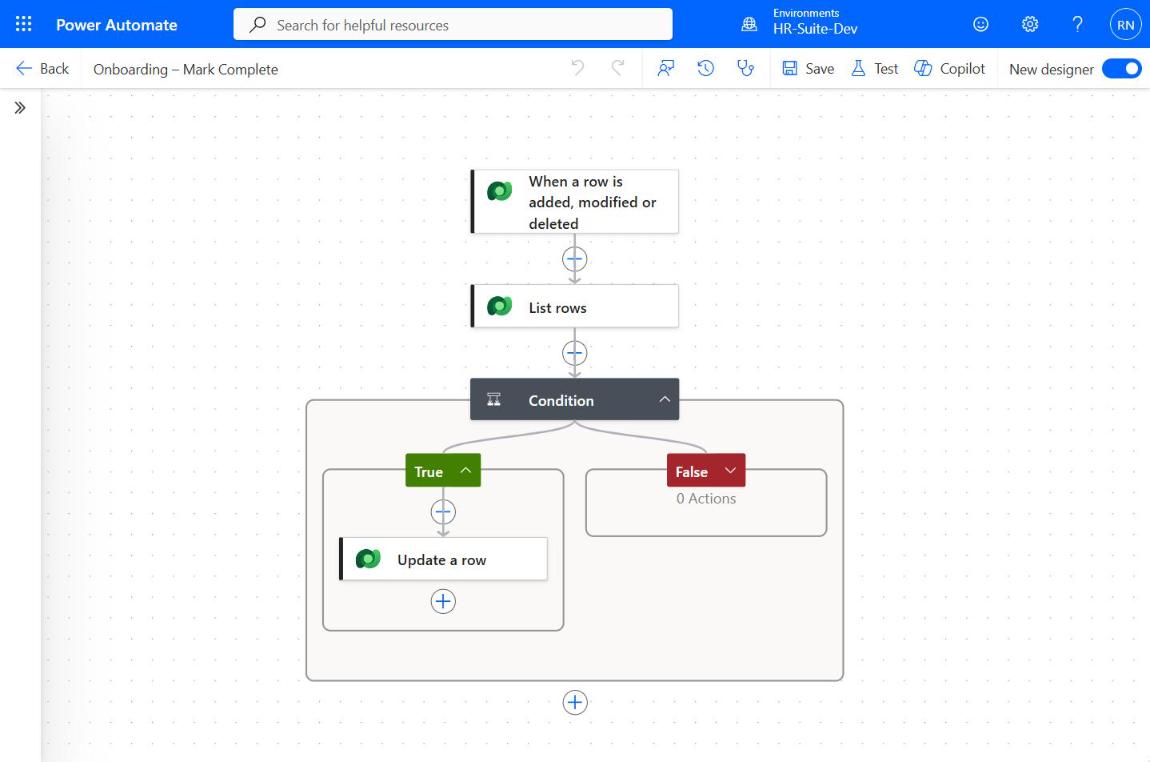 Power Automate
Search for helpful resources
Environments
HR-Suite-Dev
?
RN
Back
Onboarding – Mark Complete
Save
Test
Copilot
New designer
When a row is
added, modified or
deleted
List rows
Condition
True
False
0 Actions
Update a row